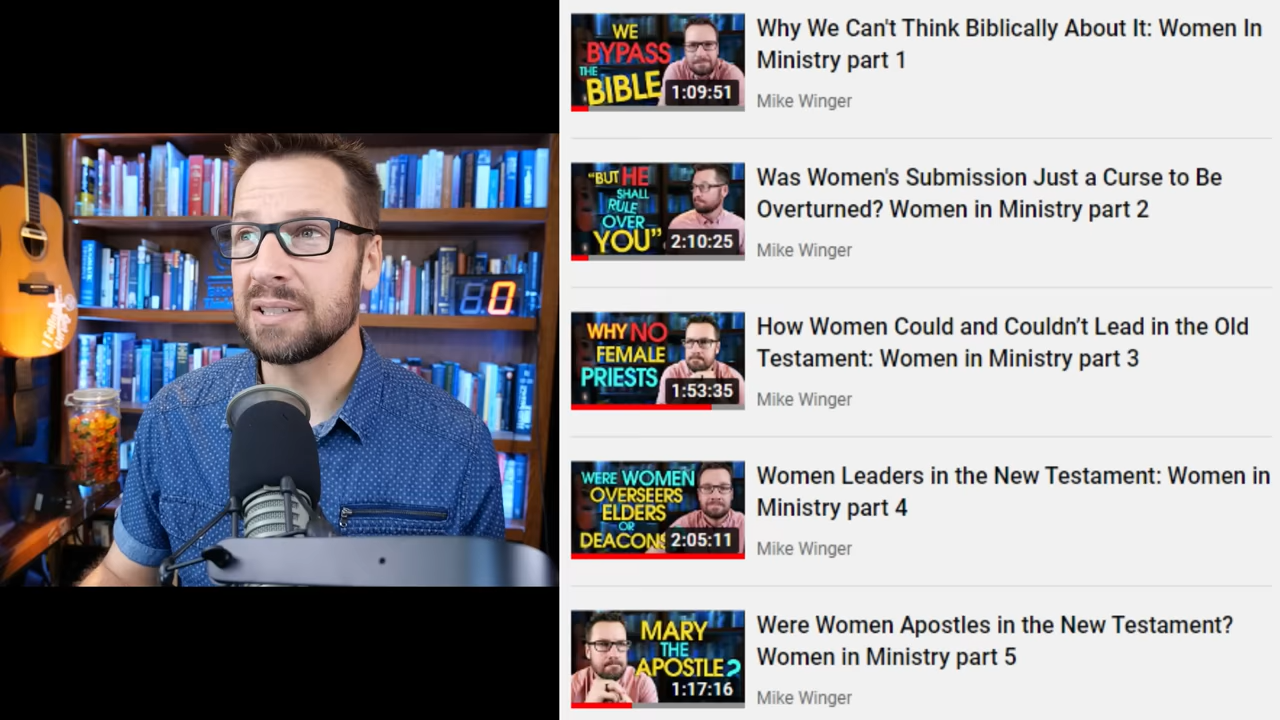 0
WE
BYPASS
THE
BIBLE
1:09:51
Why We Can't Think Biblically About It: Women In
Ministry part 1
Mike Winger
"BUT HE
SHALL
RULE
OVER
YOU"
2:10:25
Was Women's Submission Just a Curse to Be
Overturned? Women in Ministry part 2
Mike Winger
WHY NO
FEMALE
PRIESTS
1:53:35
How Women Could and Couldn’t Lead in the Old
Testament: Women in Ministry part 3
Mike Winger
WERE WOMEN
OVERSEERS
ELDERS
OR
DEACONS
2:05:11
Women Leaders in the New Testament: Women in
Ministry part 4
Mike Winger
MARY
THE
APOSTLE?
1:17:16
Were Women Apostles in the New Testament?
Women in Ministry part 5
Mike Winger